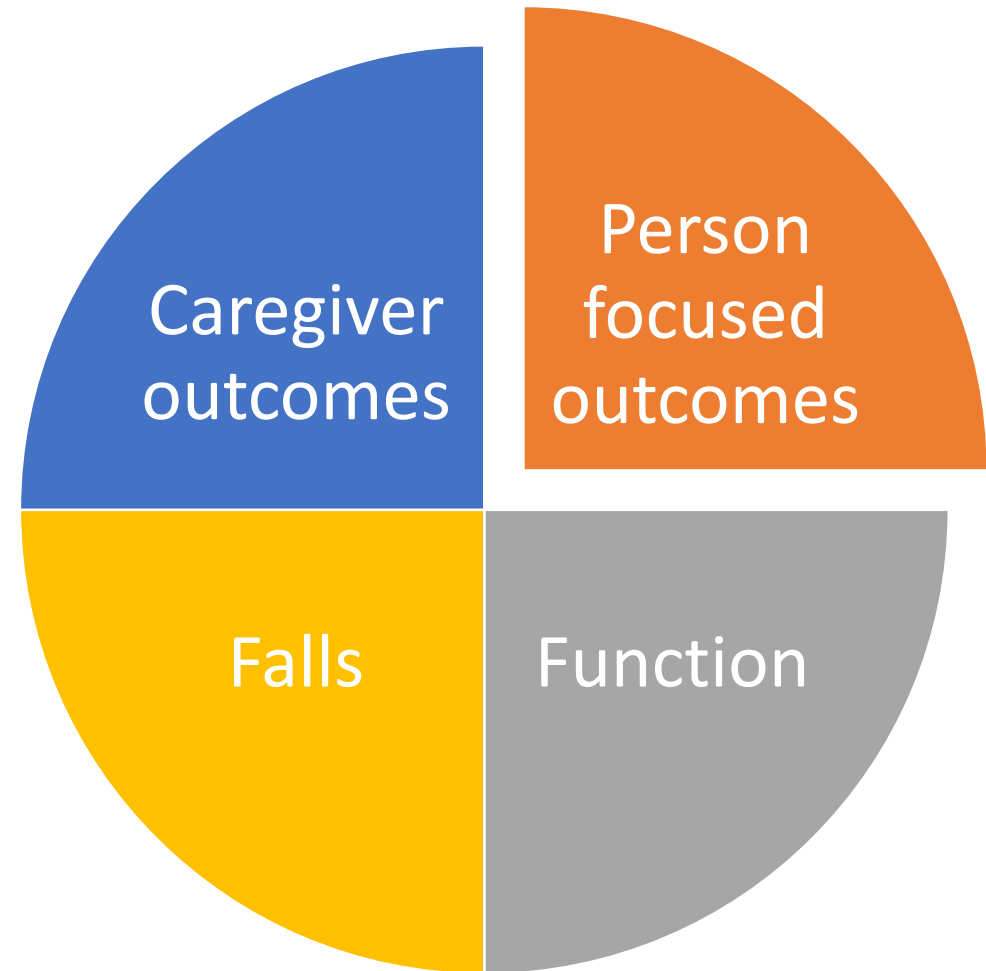 Caregiver
outcomes
Person
focused
outcomes
Falls
Function